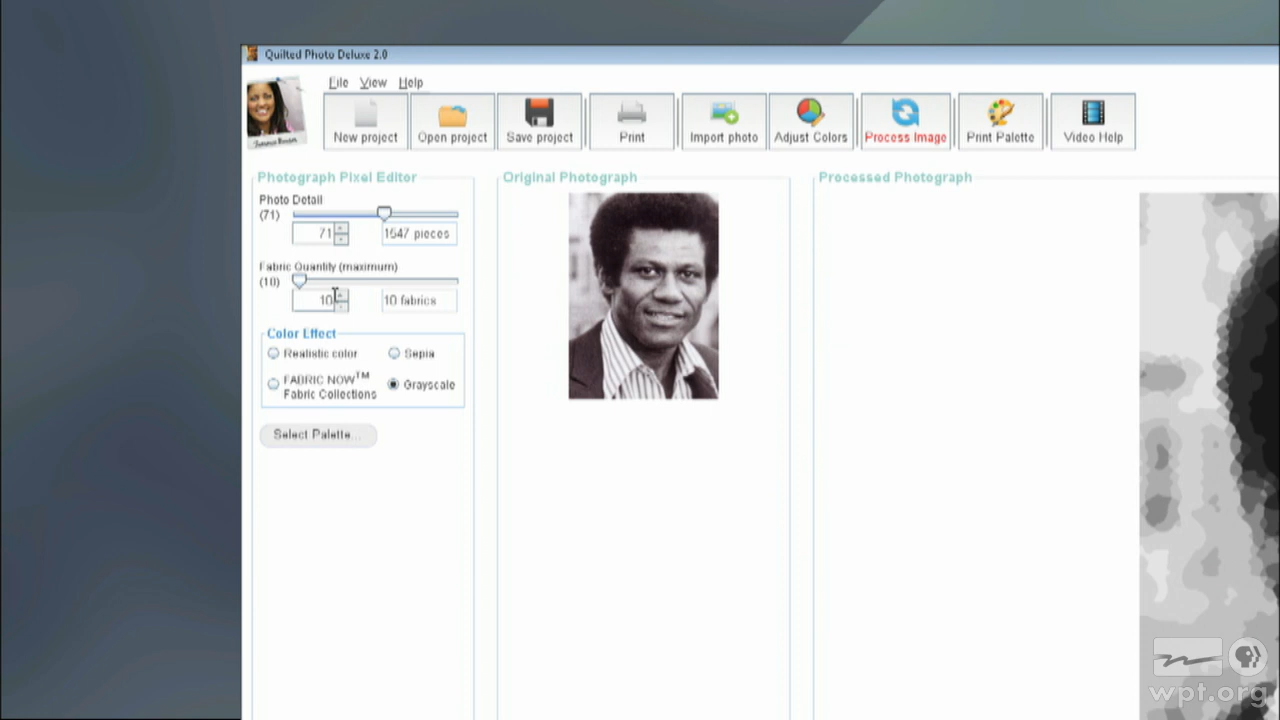 Quilted Photo Deluxe 2.0
File View Help
New project Open project Save project Print Import photo Adjust Colors Process Image Print Palette Video Help
Photograph Pixel Editor
Photo Detail
(71)
71 1647 pieces
Fabric Quantity (maximum)
(10)
10 10 fabrics
Color Effect
Realistic color Sepia
FABRIC NOW™
Fabric Collections
Grayscale
Select Palette...
Original Photograph
Processed Photograph
wpt.org